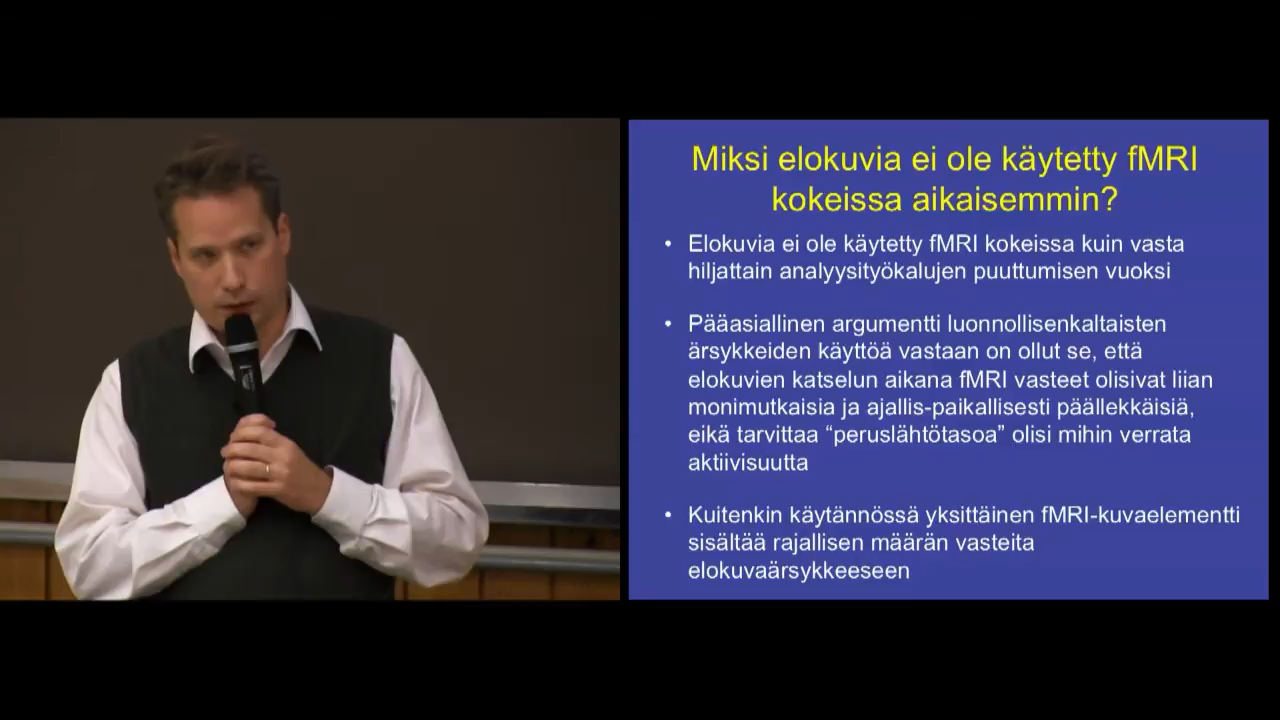 Miksi elokuvia ei ole käytetty fMRI
kokeissa aikaisemmin?
• Elokuvia ei ole käytetty fMRI kokeissa kuin vasta
hiljattain analyysityökalujen puuttumisen vuoksi
• Pääasiallinen argumentti luonnollisenkaltaisten
ärsykkeiden käyttöä vastaan on ollut se, että
elokuvien katselun aikana fMRI vasteet olisivat liian
monimutkaisia ja ajallis-paikallisesti päällekkäisiä,
eikä tarvittaa “peruslähtötasoa” olisi mihin verrata
aktiivisuutta
• Kuitenkin käytännössä yksittäinen fMRI-kuvaelementti
sisältää rajallisen määrän vasteita
elokuvaärsykkeeseen